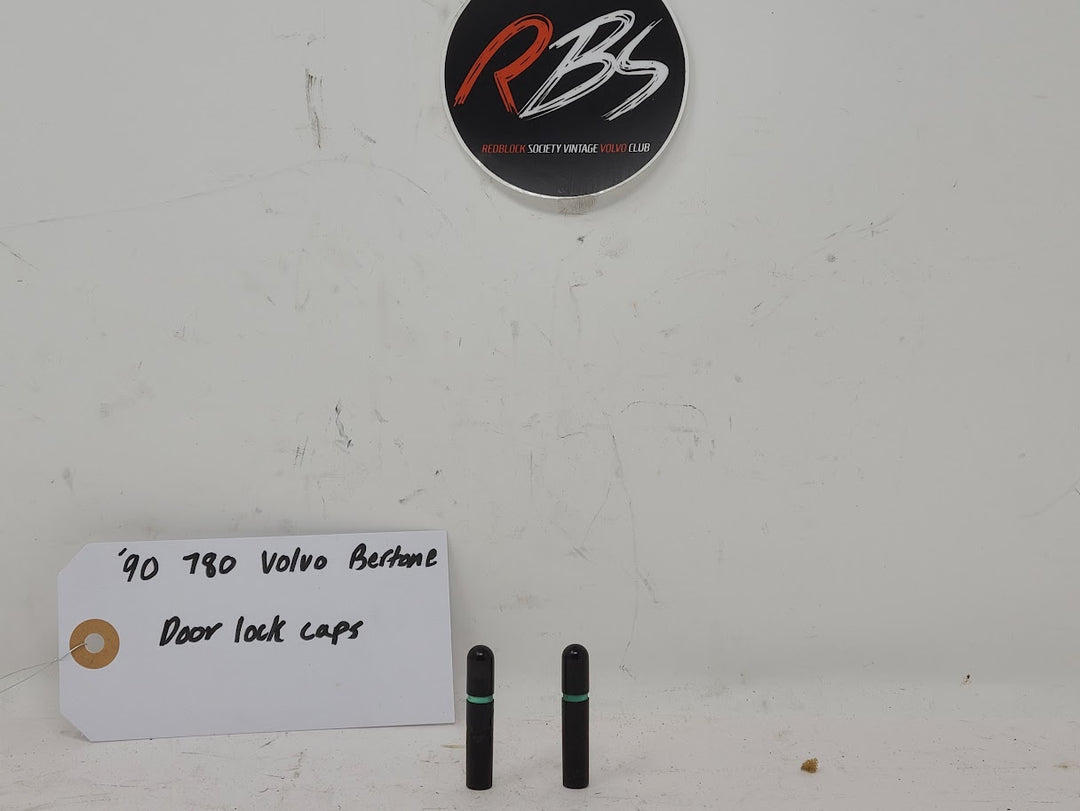 RBS
REDBLOCK SOCIETY VINTAGE VOLVO CLUB
'90 780 Volvo Bertone
Door lock caps